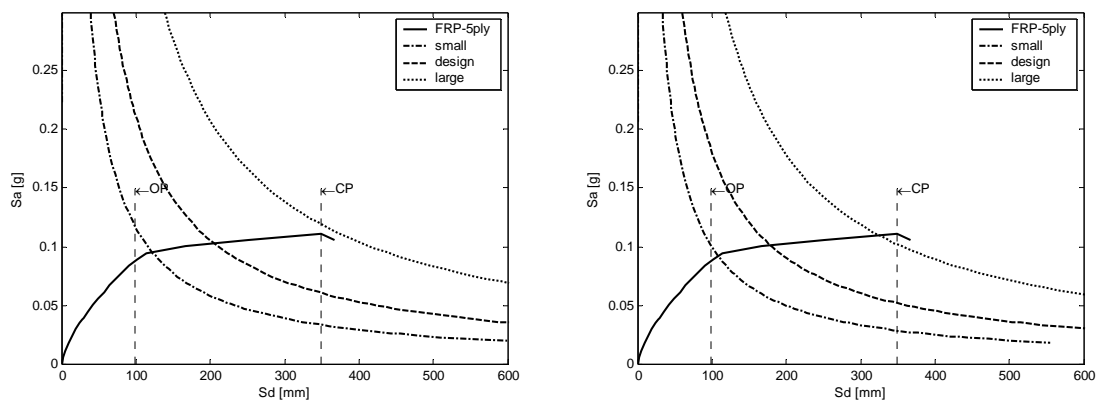 FRP-5ply
small
design
large
0.25
0.2
0.15
0.1
0.05
0
Sa [g]
←OP
←CP
0 100 200 300 400 500 600
Sd [mm]
FRP-5ply
small
design
large
0.25
0.2
0.15
0.1
0.05
0
Sa [g]
←OP
←CP
0 100 200 300 400 500 600
Sd [mm]